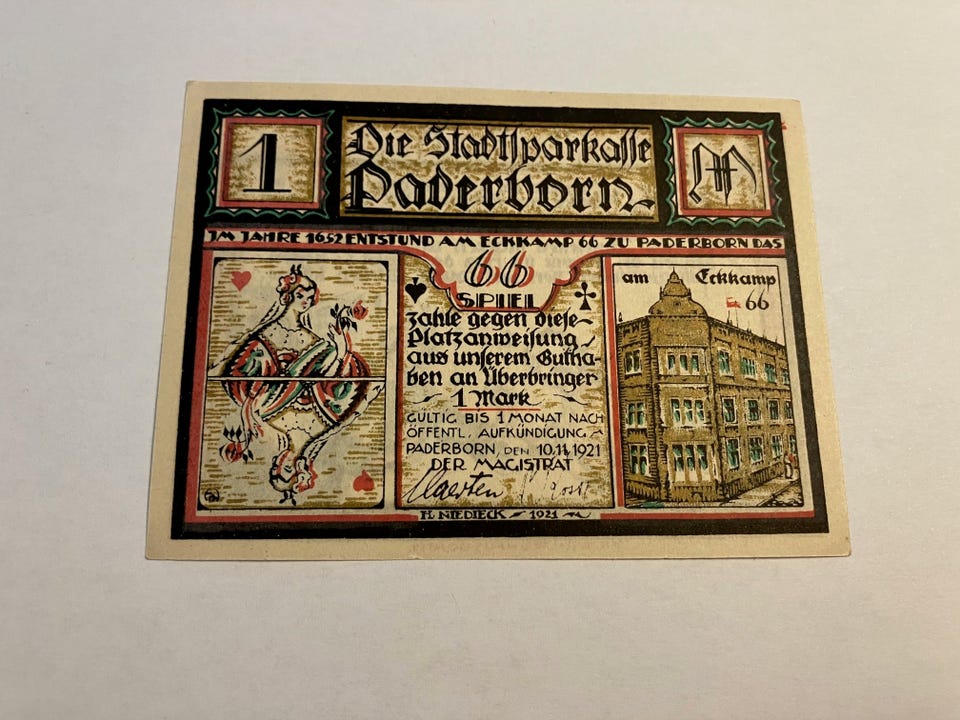 1
Die Stadtsparkasse
Paderborn
M
IM JAHRE 1652 ENTSTUND AM ECKKAMP 66 ZU PADERBORN DAS
66
SPIEL
zahle gegen diese
Platzanweisung
aus unserem Gutha-
ben an Überbringer
1 Mark
GÜLTIG BIS 1 MONAT NACH
ÖFFENTL. AUFKÜNDIGUNG
PADERBORN, DEN 10.11.1921
DER MAGISTRAT
am Eckkamp
66
H. NIEDIECK 1921